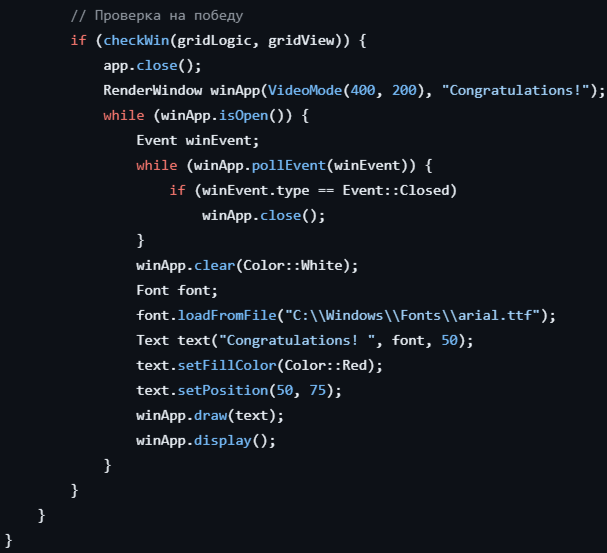 // Проверка на победу
if (checkWin(gridLogic, gridView)) {
app.close();
RenderWindow winApp(VideoMode(400, 200), "Congratulations!");
while (winApp.isOpen()) {
Event winEvent;
while (winApp.pollEvent(winEvent)) {
if (winEvent.type == Event::Closed)
winApp.close();
}
winApp.clear(Color::White);
Font font;
font.loadFromFile("C:\\Windows\\Fonts\\arial.ttf");
Text text("Congratulations! ", font, 50);
text.setFillColor(Color::Red);
text.setPosition(50, 75);
winApp.draw(text);
winApp.display();
}
}
}
}